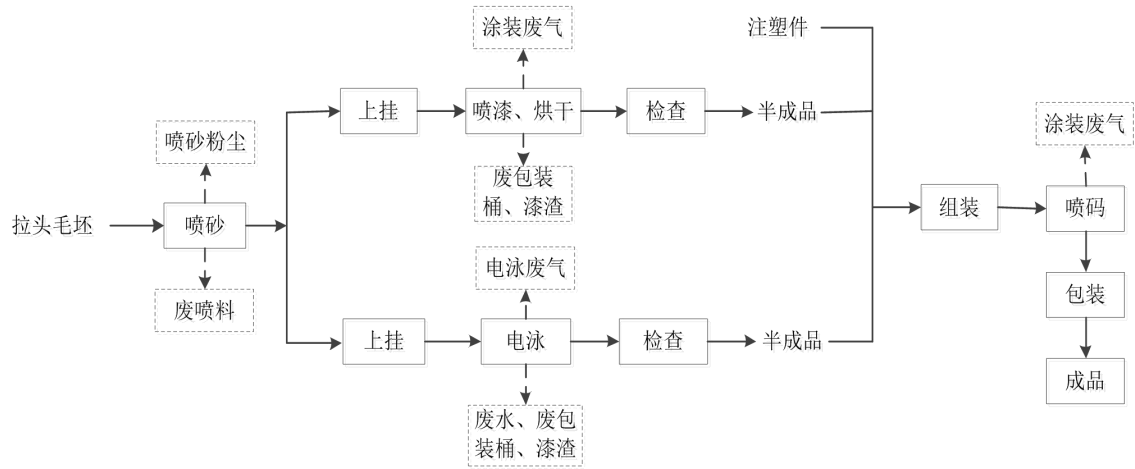 涂装废气
注塑件
上挂
喷漆、烘干
检查
半成品
涂装废气
喷砂粉尘
废包装
桶、漆渣
拉头毛坯
喷砂
组装
喷码
电泳废气
废喷料
包装
上挂
电泳
检查
半成品
成品
废水、废包
装桶、漆渣